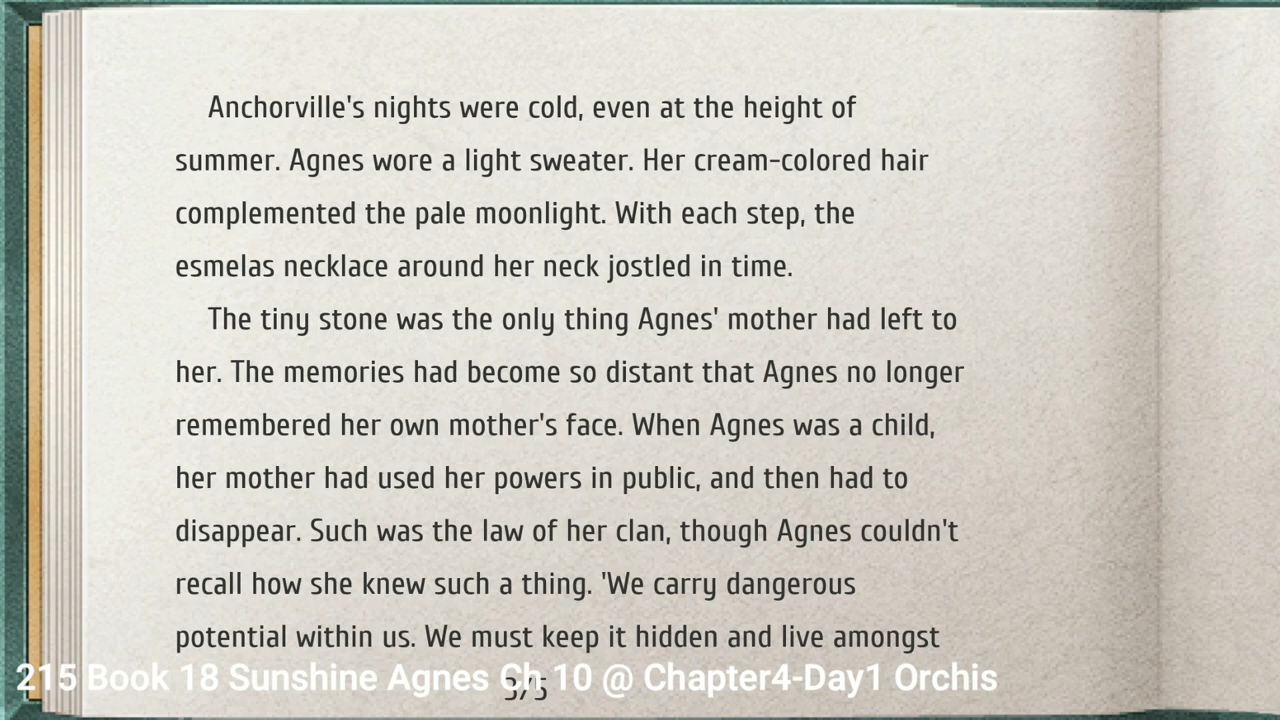 Anchorville's nights were cold, even at the height of
summer. Agnes wore a light sweater. Her cream-colored hair
complemented the pale moonlight. With each step, the
esmelas necklace around her neck jostled in time.
The tiny stone was the only thing Agnes' mother had left to
her. The memories had become so distant that Agnes no longer
remembered her own mother's face. When Agnes was a child,
her mother had used her powers in public, and then had to
disappear. Such was the law of her clan, though Agnes couldn't
recall how she knew such a thing. 'We carry dangerous
potential within us. We must keep it hidden and live amongst
215 Book 18 Sunshine Agnes Ch 10 @ Chapter4-Day1 Orchis
3/5